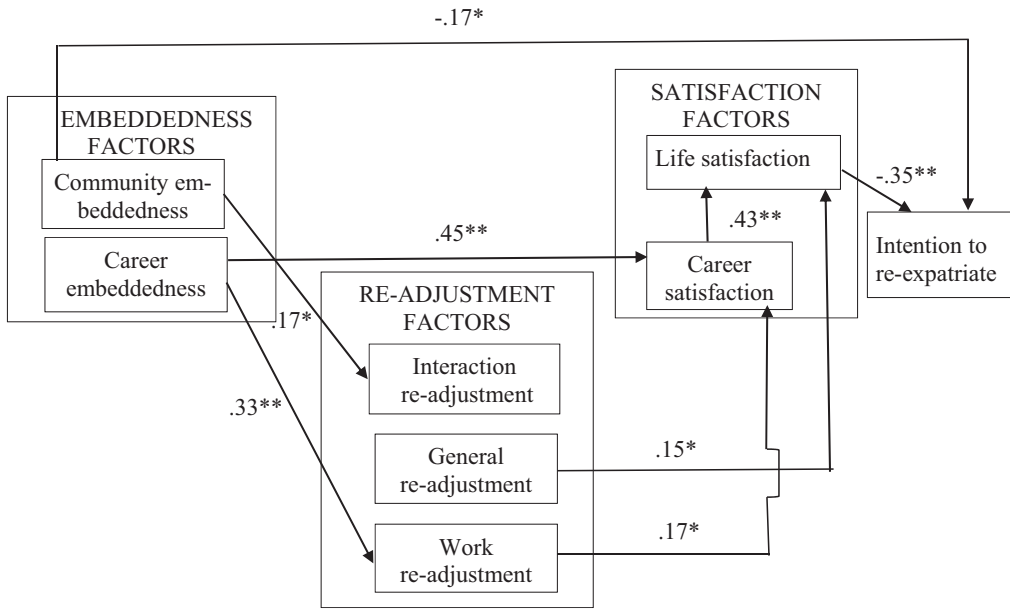 -.17*
EMBEDDEDNESS
FACTORS
Community em-
beddedness
Career
embeddedness
.17*
.33**
.45**
RE-ADJUSTMENT
FACTORS
Interaction
re-adjustment
General
re-adjustment
Work
re-adjustment
.15*
.17*
SATISFACTION
FACTORS
Life satisfaction
.43**
Career
satisfaction
-.35**
Intention to
re-expatriate